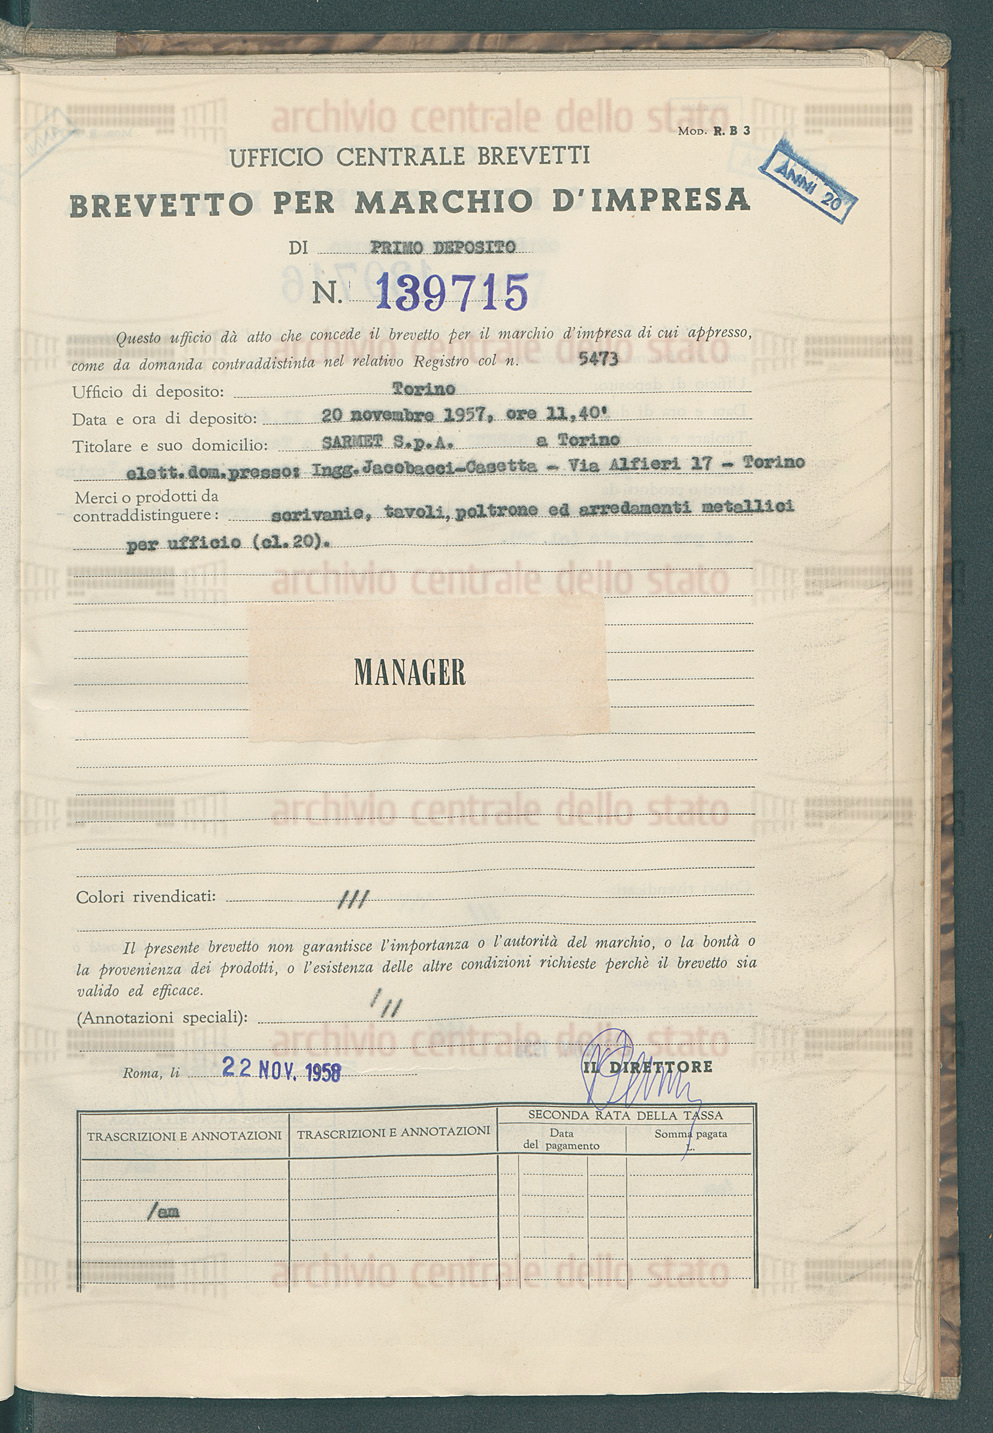 Mod. R. B 3
UFFICIO CENTRALE BREVETTI
BREVETTO PER MARCHIO D'IMPRESA
ANNI 20
DI PRIMO DEPOSITO
N. 139715
Questo ufficio dà atto che concede il brevetto per il marchio d'impresa di cui appresso,
come da domanda contraddistinta nel relativo Registro col n. 5473
Ufficio di deposito: Torino
Data e ora di deposito: 20 novembre 1957, ore 11,40'
Titolare e suo domicilio: SARMET S.p.A. a Torino
elett.dom.presso: Ingg.Jacobacci-Casetta - Via Alfieri 17 - Torino
Merci o prodotti da
contraddistinguere: scrivanie, tavoli, poltrone ed arredamenti metallici
per ufficio (cl.20).
MANAGER
Colori rivendicati: ///
Il presente brevetto non garantisce l'importanza o l'autorità del marchio, o la bontà o
la provenienza dei prodotti, o l'esistenza delle altre condizioni richieste perchè il brevetto sia
valido ed efficace.
(Annotazioni speciali): ///
Roma, li 22 NOV. 1958
IL DIRETTORE
TRASCRIZIONI E ANNOTAZIONI TRASCRIZIONI E ANNOTAZIONI SECONDA RATA DELLA TASSA
Data
del pagamento
Somma pagata
/am
archivio centrale dello stato
archivio centrale dello stato
archivio centrale dello stato
archivio centrale dello stato
archivio centrale dello stato
archivio centrale dello stato